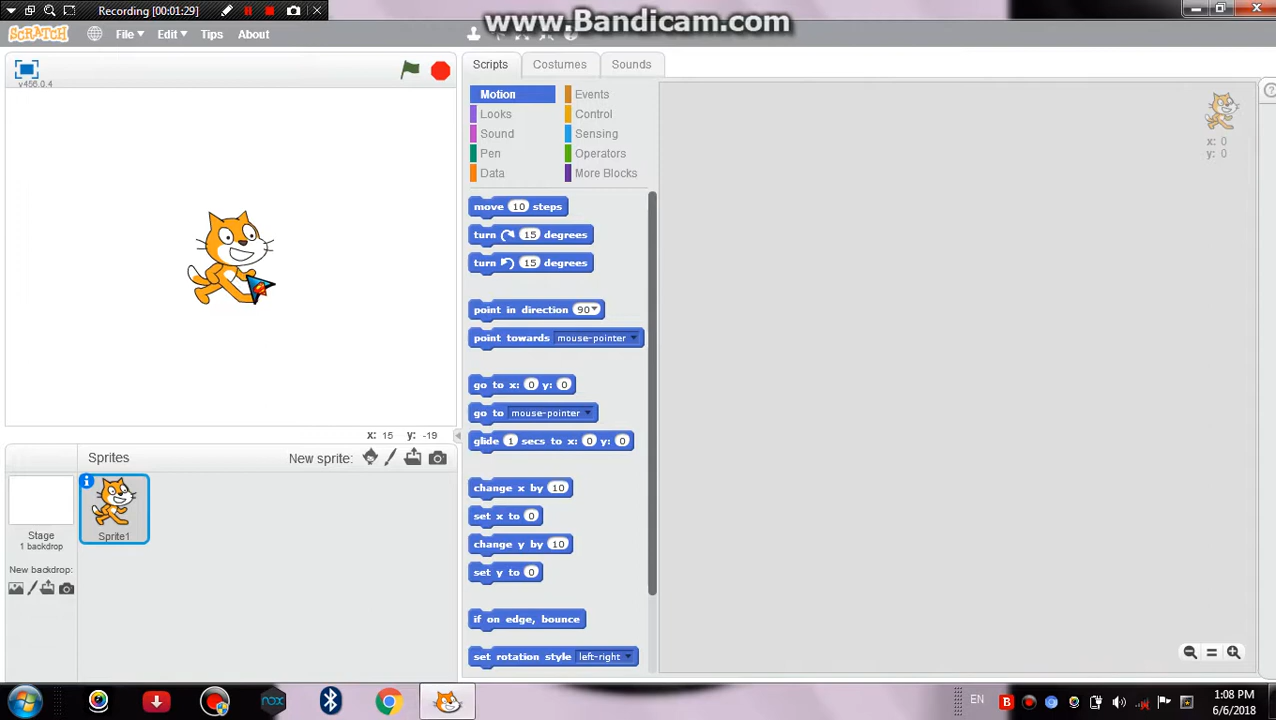 Recording [00:01:29]
www.Bandicam.com
SCRATCH File Edit Tips About
v456.0.4
Scripts Costumes Sounds
Motion Events
Looks Control
Sound Sensing
Pen Operators
Data More Blocks
x: 0
y: 0
move 10 steps
turn 15 degrees
turn 15 degrees
point in direction 90
point towards mouse-pointer
go to x: 0 y: 0
go to mouse-pointer
glide 1 secs to x: 0 y: 0
change x by 10
set x to 0
change y by 10
set y to 0
if on edge, bounce
set rotation style left-right
x: 15 y: -19
Sprites New sprite:
Stage
1 backdrop
Sprite1
New backdrop:
nox
EN
1:08 PM
6/6/2018